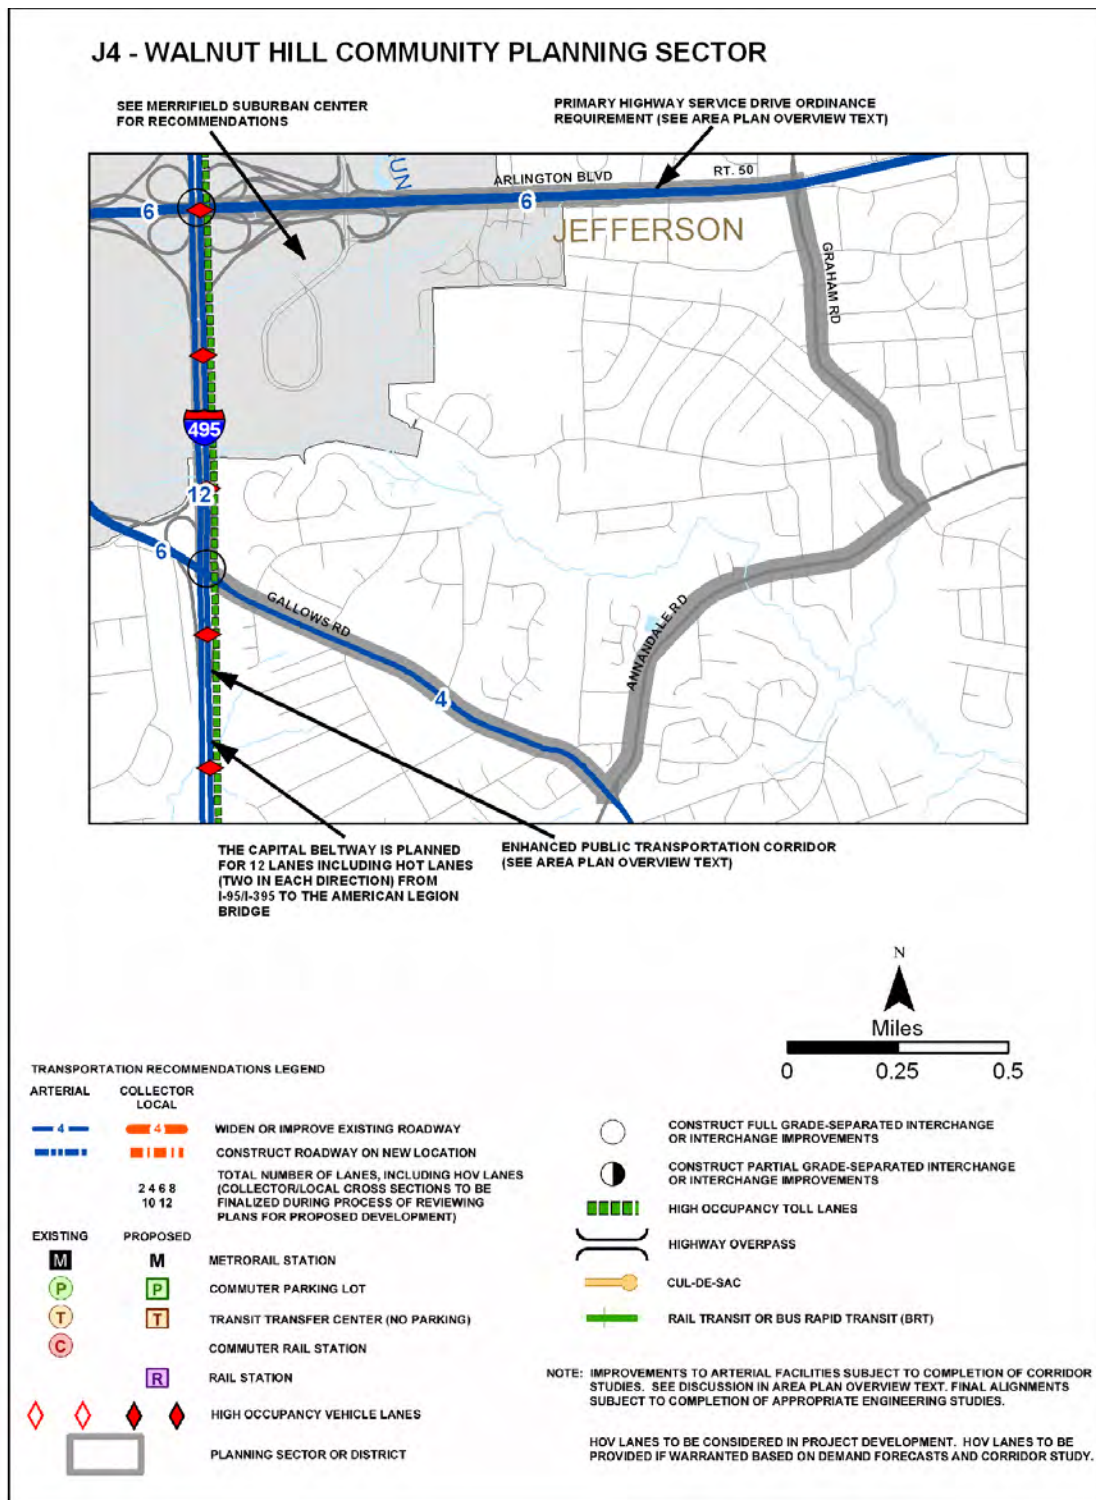 J4 - WALNUT HILL COMMUNITY PLANNING SECTOR
SEE MERRIFIELD SUBURBAN CENTER
FOR RECOMMENDATIONS
PRIMARY HIGHWAY SERVICE DRIVE ORDINANCE
REQUIREMENT (SEE AREA PLAN OVERVIEW TEXT)
RUN
ARLINGTON BLVD
RT. 50
6
6
JEFFERSON
GRAHAM RD
495
12
6
GALLOWS RD
ANNANDALE RD
4
THE CAPITAL BELTWAY IS PLANNED
FOR 12 LANES INCLUDING HOT LANES
(TWO IN EACH DIRECTION) FROM
I-95/I-395 TO THE AMERICAN LEGION
BRIDGE
ENHANCED PUBLIC TRANSPORTATION CORRIDOR
(SEE AREA PLAN OVERVIEW TEXT)
N
Miles
0 0.25 0.5
TRANSPORTATION RECOMMENDATIONS LEGEND
ARTERIAL COLLECTOR
LOCAL
4 4 WIDEN OR IMPROVE EXISTING ROADWAY
CONSTRUCT ROADWAY ON NEW LOCATION
2 4 6 8
10 12
TOTAL NUMBER OF LANES, INCLUDING HOV LANES
(COLLECTOR/LOCAL CROSS SECTIONS TO BE
FINALIZED DURING PROCESS OF REVIEWING
PLANS FOR PROPOSED DEVELOPMENT)
EXISTING PROPOSED
M M METRORAIL STATION
P P COMMUTER PARKING LOT
T T TRANSIT TRANSFER CENTER (NO PARKING)
C COMMUTER RAIL STATION
R RAIL STATION
HIGH OCCUPANCY VEHICLE LANES
PLANNING SECTOR OR DISTRICT
CONSTRUCT FULL GRADE-SEPARATED INTERCHANGE
OR INTERCHANGE IMPROVEMENTS
CONSTRUCT PARTIAL GRADE-SEPARATED INTERCHANGE
OR INTERCHANGE IMPROVEMENTS
HIGH OCCUPANCY TOLL LANES
HIGHWAY OVERPASS
CUL-DE-SAC
RAIL TRANSIT OR BUS RAPID TRANSIT (BRT)
NOTE: IMPROVEMENTS TO ARTERIAL FACILITIES SUBJECT TO COMPLETION OF CORRIDOR
STUDIES. SEE DISCUSSION IN AREA PLAN OVERVIEW TEXT. FINAL ALIGNMENTS
SUBJECT TO COMPLETION OF APPROPRIATE ENGINEERING STUDIES.
HOV LANES TO BE CONSIDERED IN PROJECT DEVELOPMENT. HOV LANES TO BE
PROVIDED IF WARRANTED BASED ON DEMAND FORECASTS AND CORRIDOR STUDY.